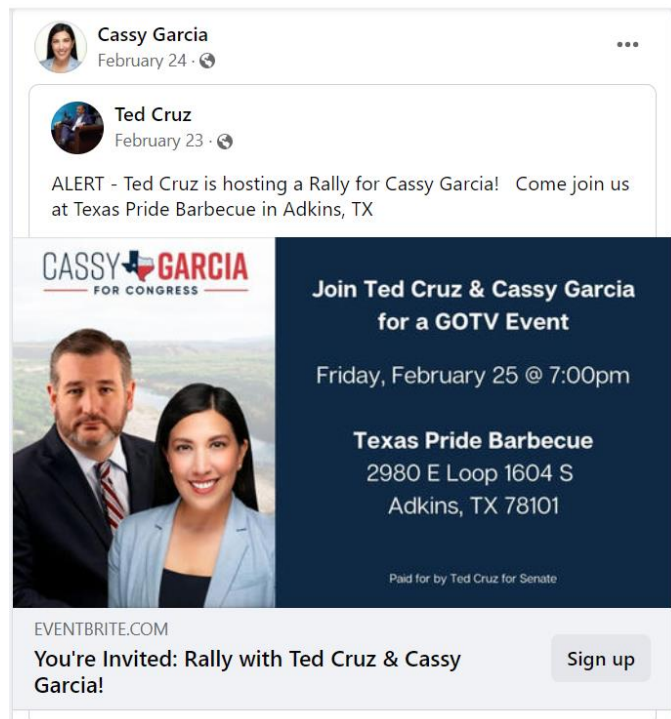 Cassy Garcia
February 24 ·
Ted Cruz
February 23 ·
ALERT - Ted Cruz is hosting a Rally for Cassy Garcia! Come join us
at Texas Pride Barbecue in Adkins, TX
CASSY GARCIA
FOR CONGRESS
Join Ted Cruz & Cassy Garcia
for a GOTV Event
Friday, February 25 @ 7:00pm
Texas Pride Barbecue
2980 E Loop 1604 S
Adkins, TX 78101
Paid for by Ted Cruz for Senate
EVENTBRITE.COM
You're Invited: Rally with Ted Cruz & Cassy
Garcia!
Sign up